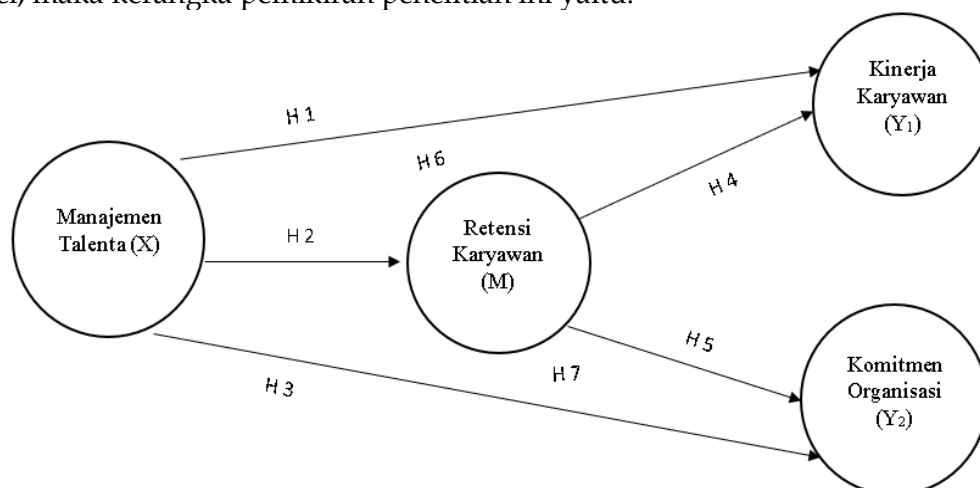 maka kerangka pemikiran penelitian ini yaitu:
Kinerja
Karyawan
(Y₁)
H 1
H 6
H 4
Manajemen
Talenta (X)
H 2
Retensi
Karyawan
(M)
H 5
H 7
H 3
Komitmen
Organisasi
(Y₂)